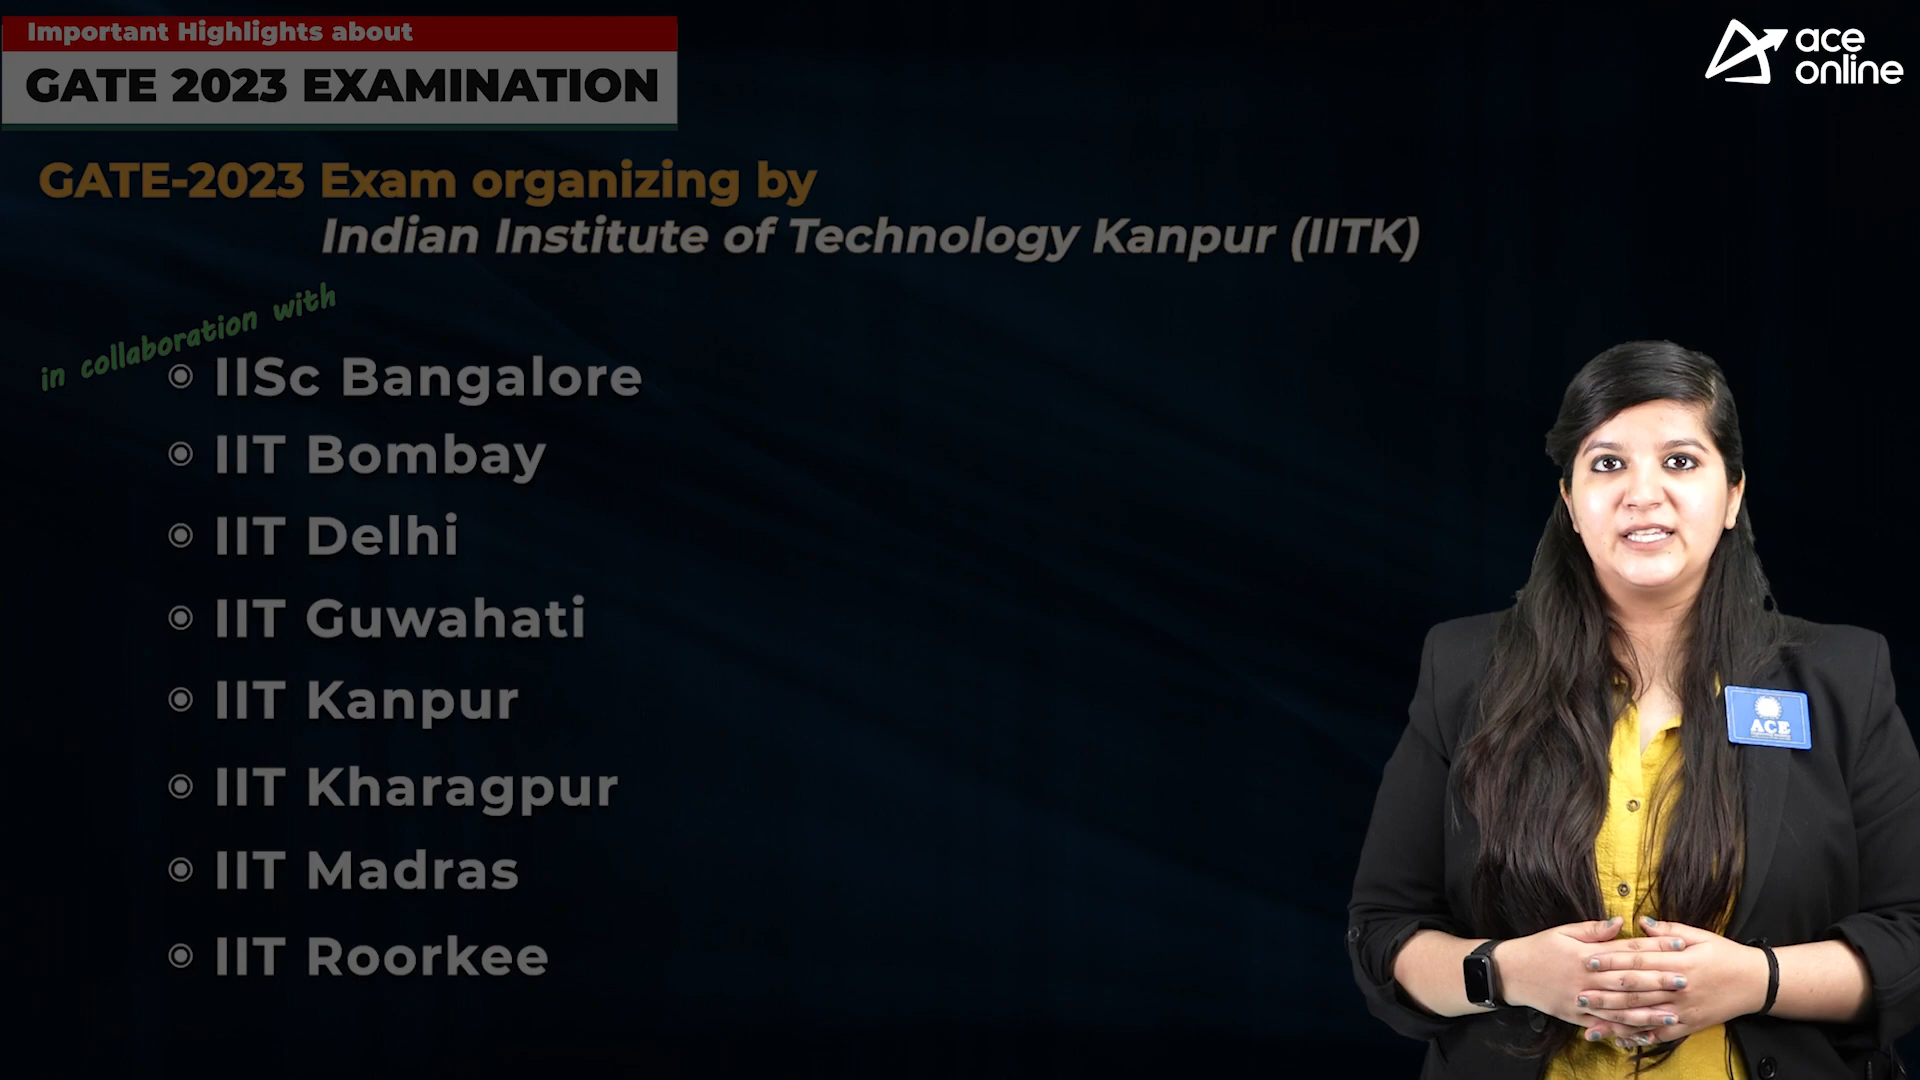 Important Highlights about
GATE 2023 EXAMINATION
ace
online
GATE-2023 Exam organizing by
Indian Institute of Technology Kanpur (IITK)
in collaboration with
IISc Bangalore
IIT Bombay
IIT Delhi
IIT Guwahati
IIT Kanpur
IIT Kharagpur
IIT Madras
IIT Roorkee
ACE